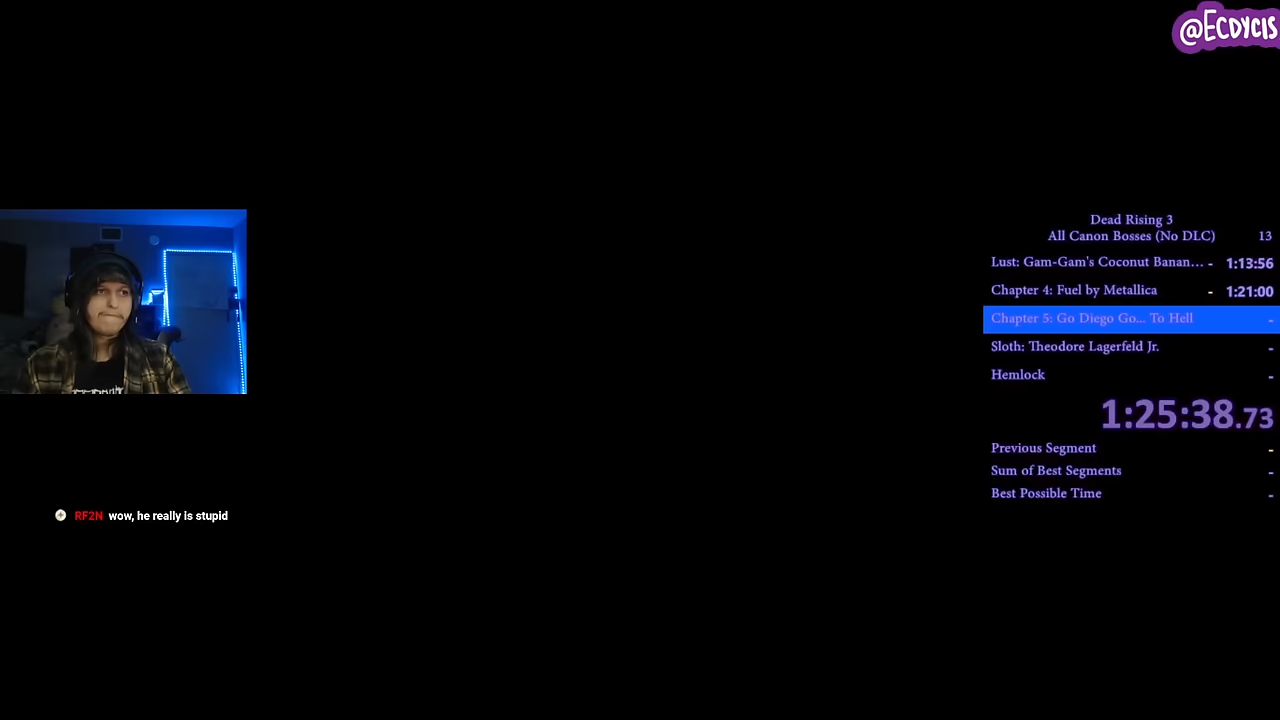 @ECDYCIS
Dead Rising 3
All Canon Bosses (No DLC) 13
Lust: Gam-Gam's Coconut Banan... - 1:13:56
Chapter 4: Fuel by Metallica - 1:21:00
Chapter 5: Go Diego Go... To Hell -
Sloth: Theodore Lagerfeld Jr. -
Hemlock -
1:25:38.73
Previous Segment -
Sum of Best Segments -
Best Possible Time -
RF2N wow, he really is stupid